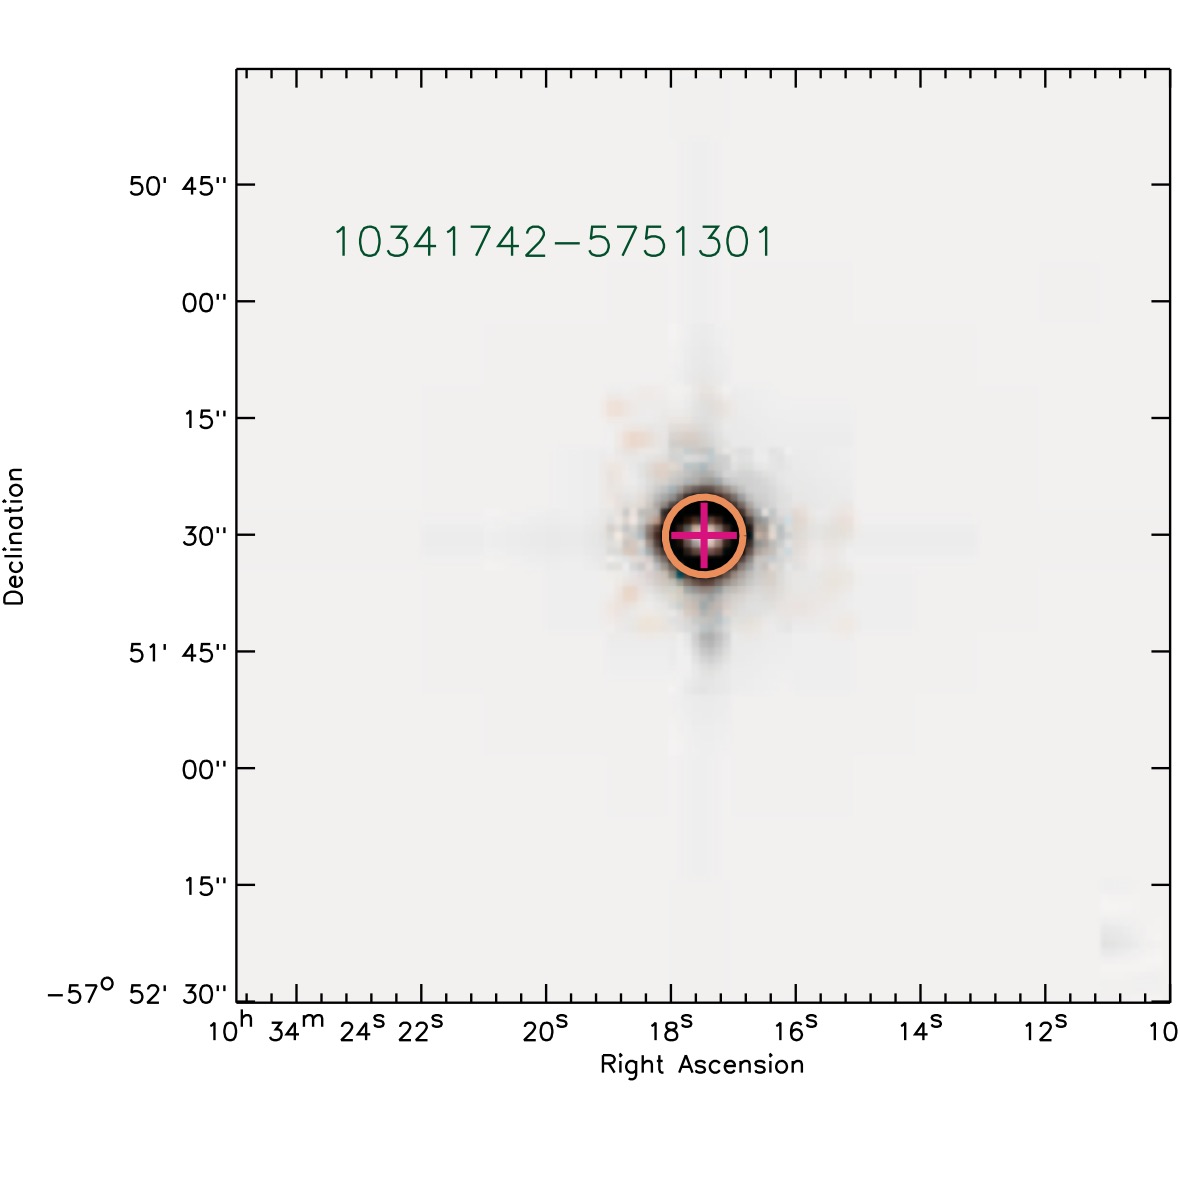 10341742−5751301
50' 45"
00"
15"
30"
51' 45"
00"
15"
−57° 52' 30"
10ʰ 34ᵐ 24ˢ 22ˢ 20ˢ 18ˢ 16ˢ 14ˢ 12ˢ 10
Right Ascension
Declination